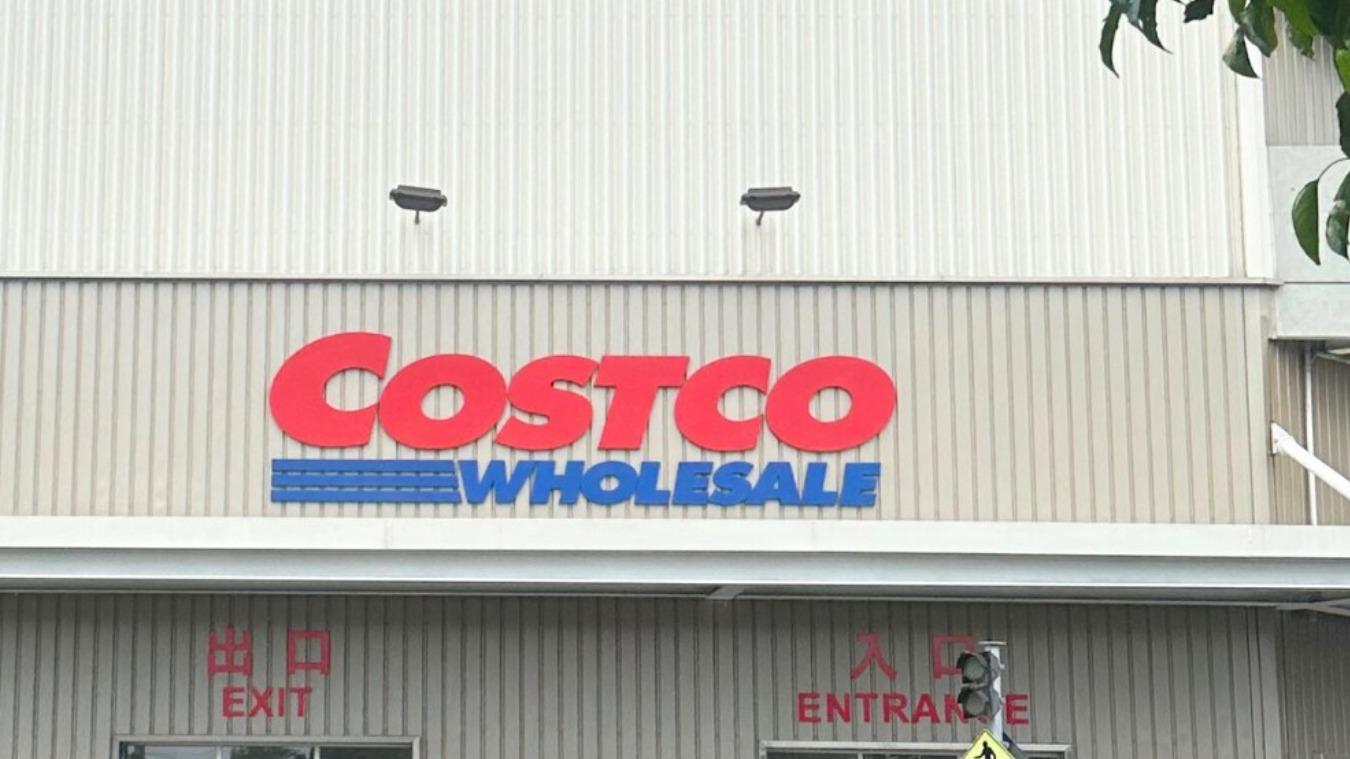 COSTCO
WHOLESALE
出口
EXIT
入口
ENTRANCE